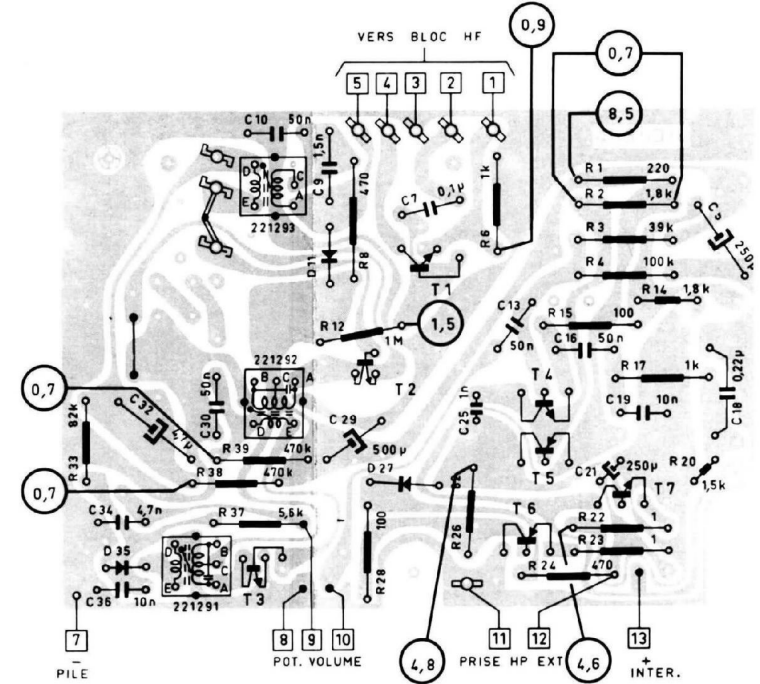 0,9
VERS BLOC HF
0,7
5 4 3 2 1
8,5
C10 50n
1,5n
C9
470
R8
D11
D C
E A
221293
C7 0,1µ
1k
R6
R1 220
R2 1,8k
R3 39k
R4 100k
C5
250µ
T1
R14 1,8k
C13
50n
R15 100
C16 50n
R12 1M
1,5
221292
B C A
D E
T2
0,7
50n
C30
C32
4,7µ
82k
R33
R39 470k
R38 470k
0,7
C29
500µ
C25 1n
T4
T5
R17 1k
C19 10n
0,22µ
C18
D27
C21 250µ
R20
1,5k
T7
C34 4,7n
R37 5,6k
D35
C36 10n
D B
C
E A
221291
T3
100
R28
R26
T6
R22 1
R23 1
R24 470
7
8 9 10
11 12 13
−
PILE
POT. VOLUME
4,8
PRISE HP EXT
4,6
+
INTER.